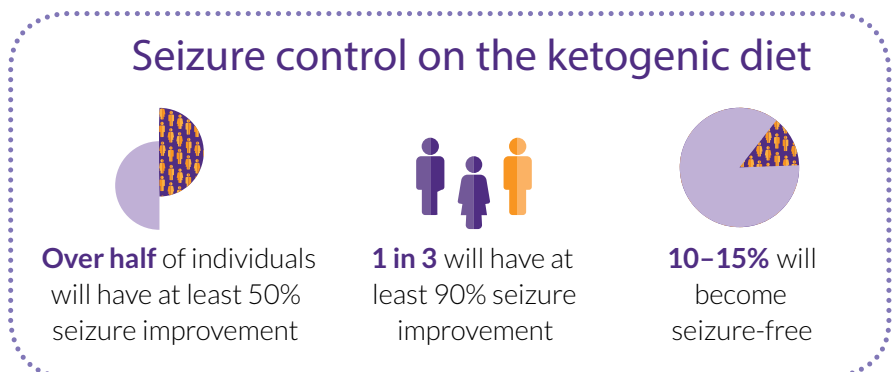 Seizure control on the ketogenic diet
Over half of individuals
will have at least 50%
seizure improvement
1 in 3 will have at
least 90% seizure
improvement
10–15% will
become
seizure-free